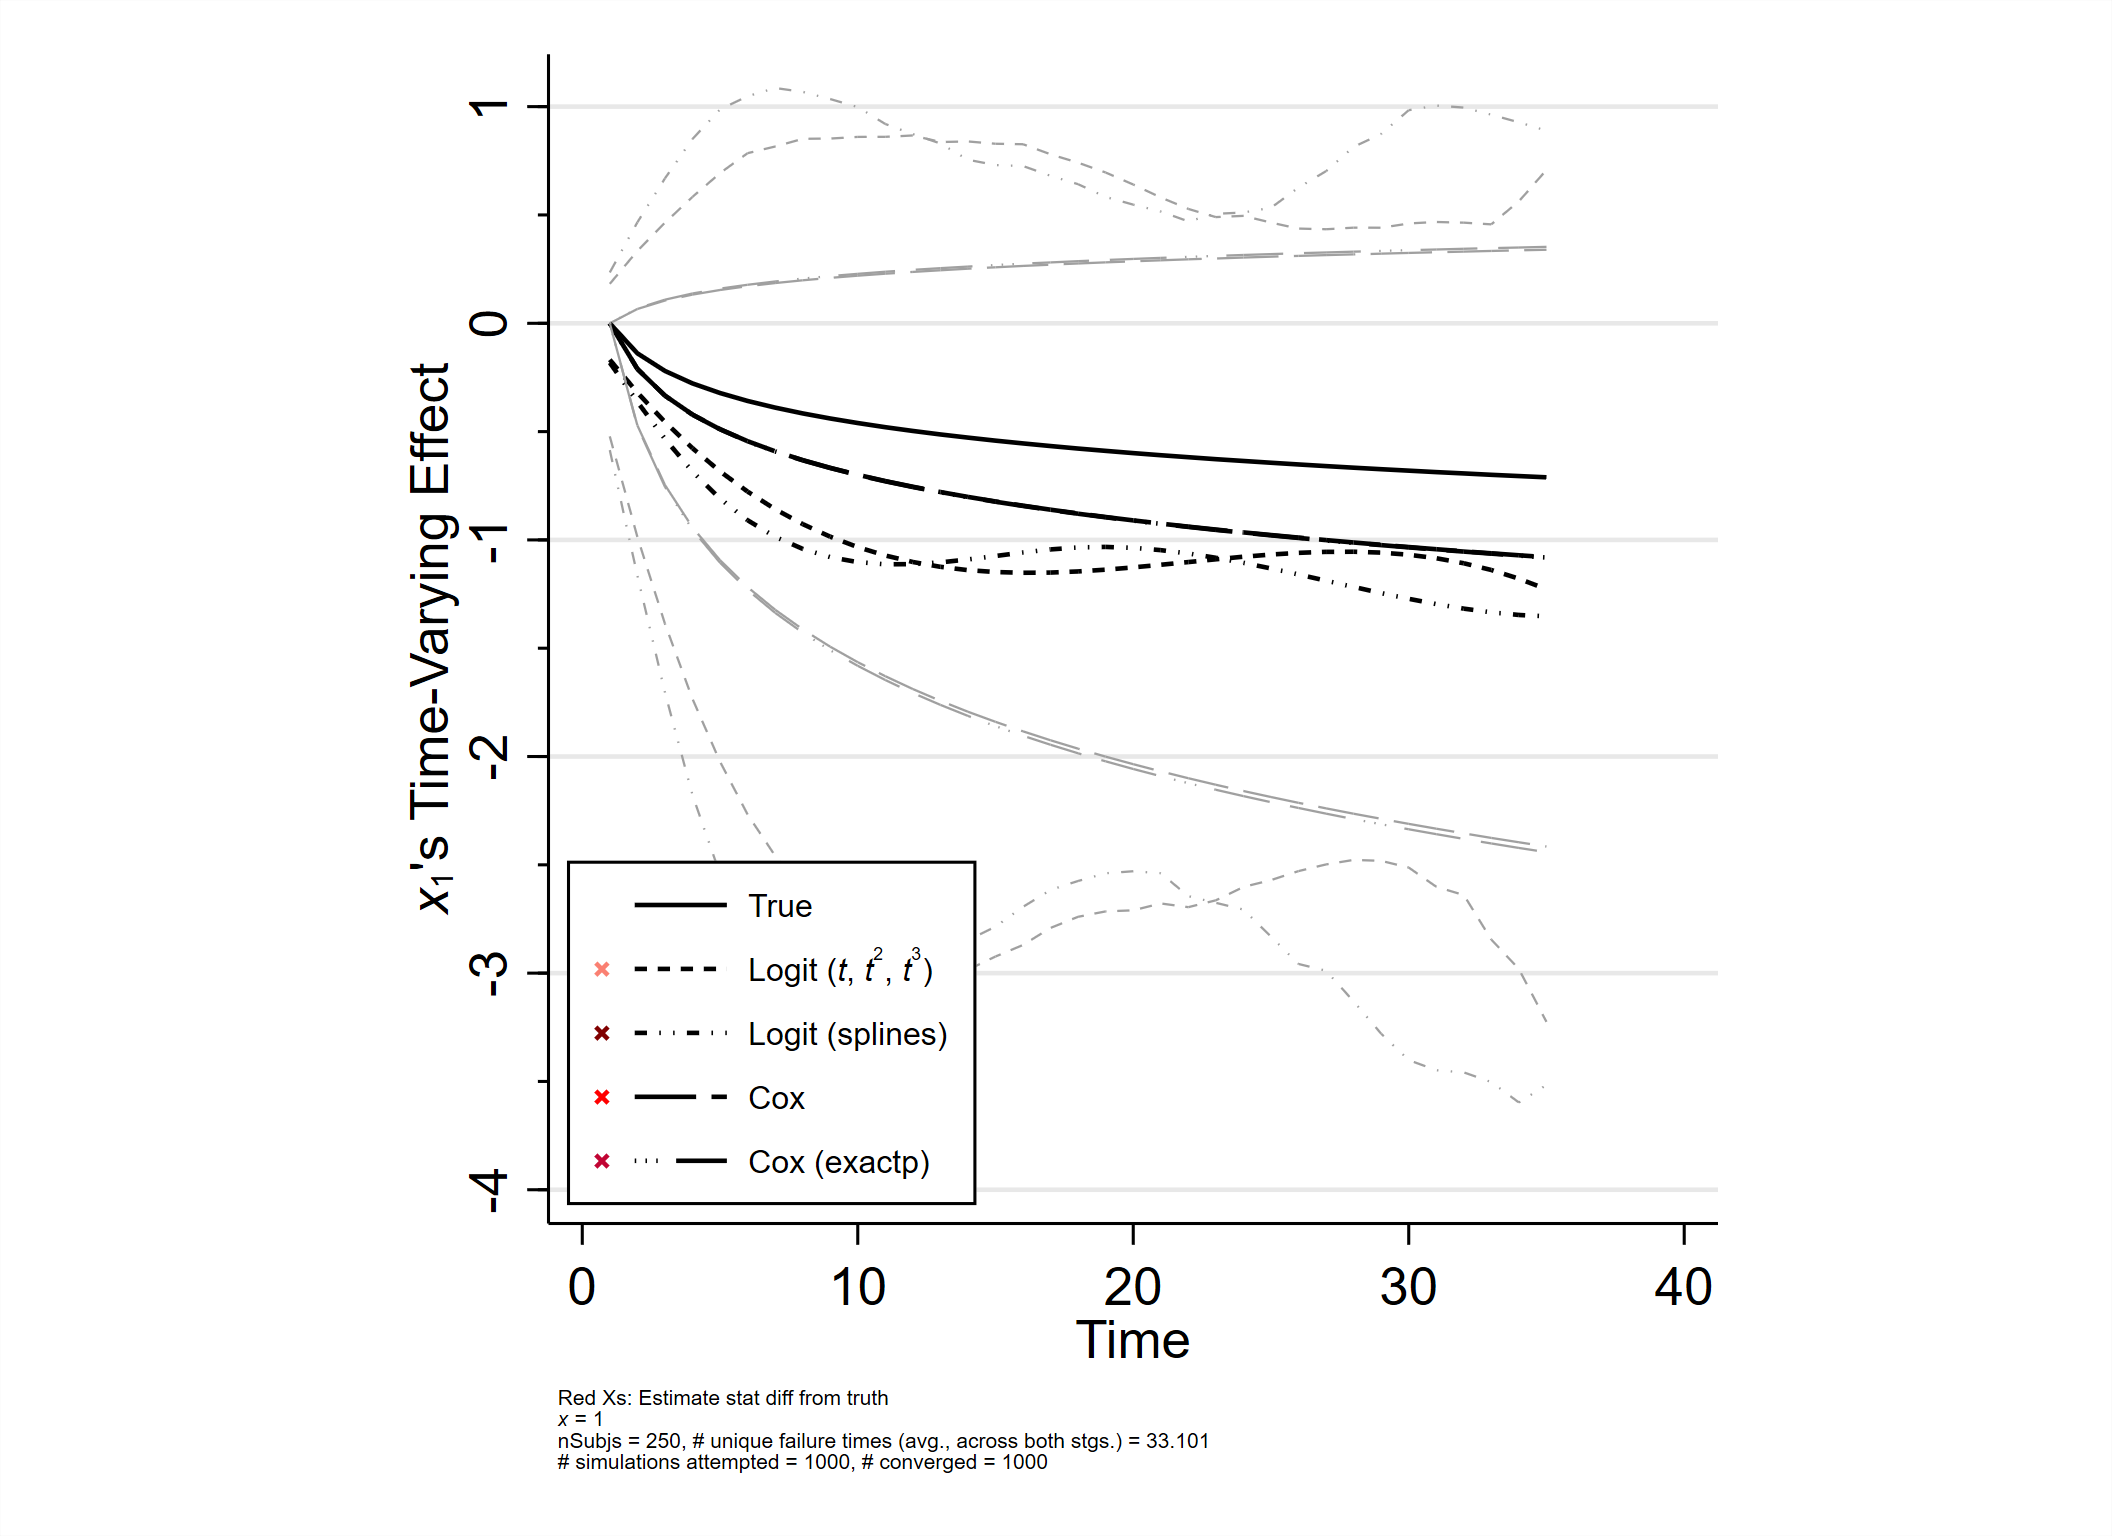 1
0
-1
-2
-3
-4
x₁'s Time-Varying Effect
True
Logit (t, t², t³)
Logit (splines)
Cox
Cox (exactp)
0 10 20 30 40
Time
Red Xs: Estimate stat diff from truth
x = 1
nSubjs = 250, # unique failure times (avg., across both stgs.) = 33.101
# simulations attempted = 1000, # converged = 1000